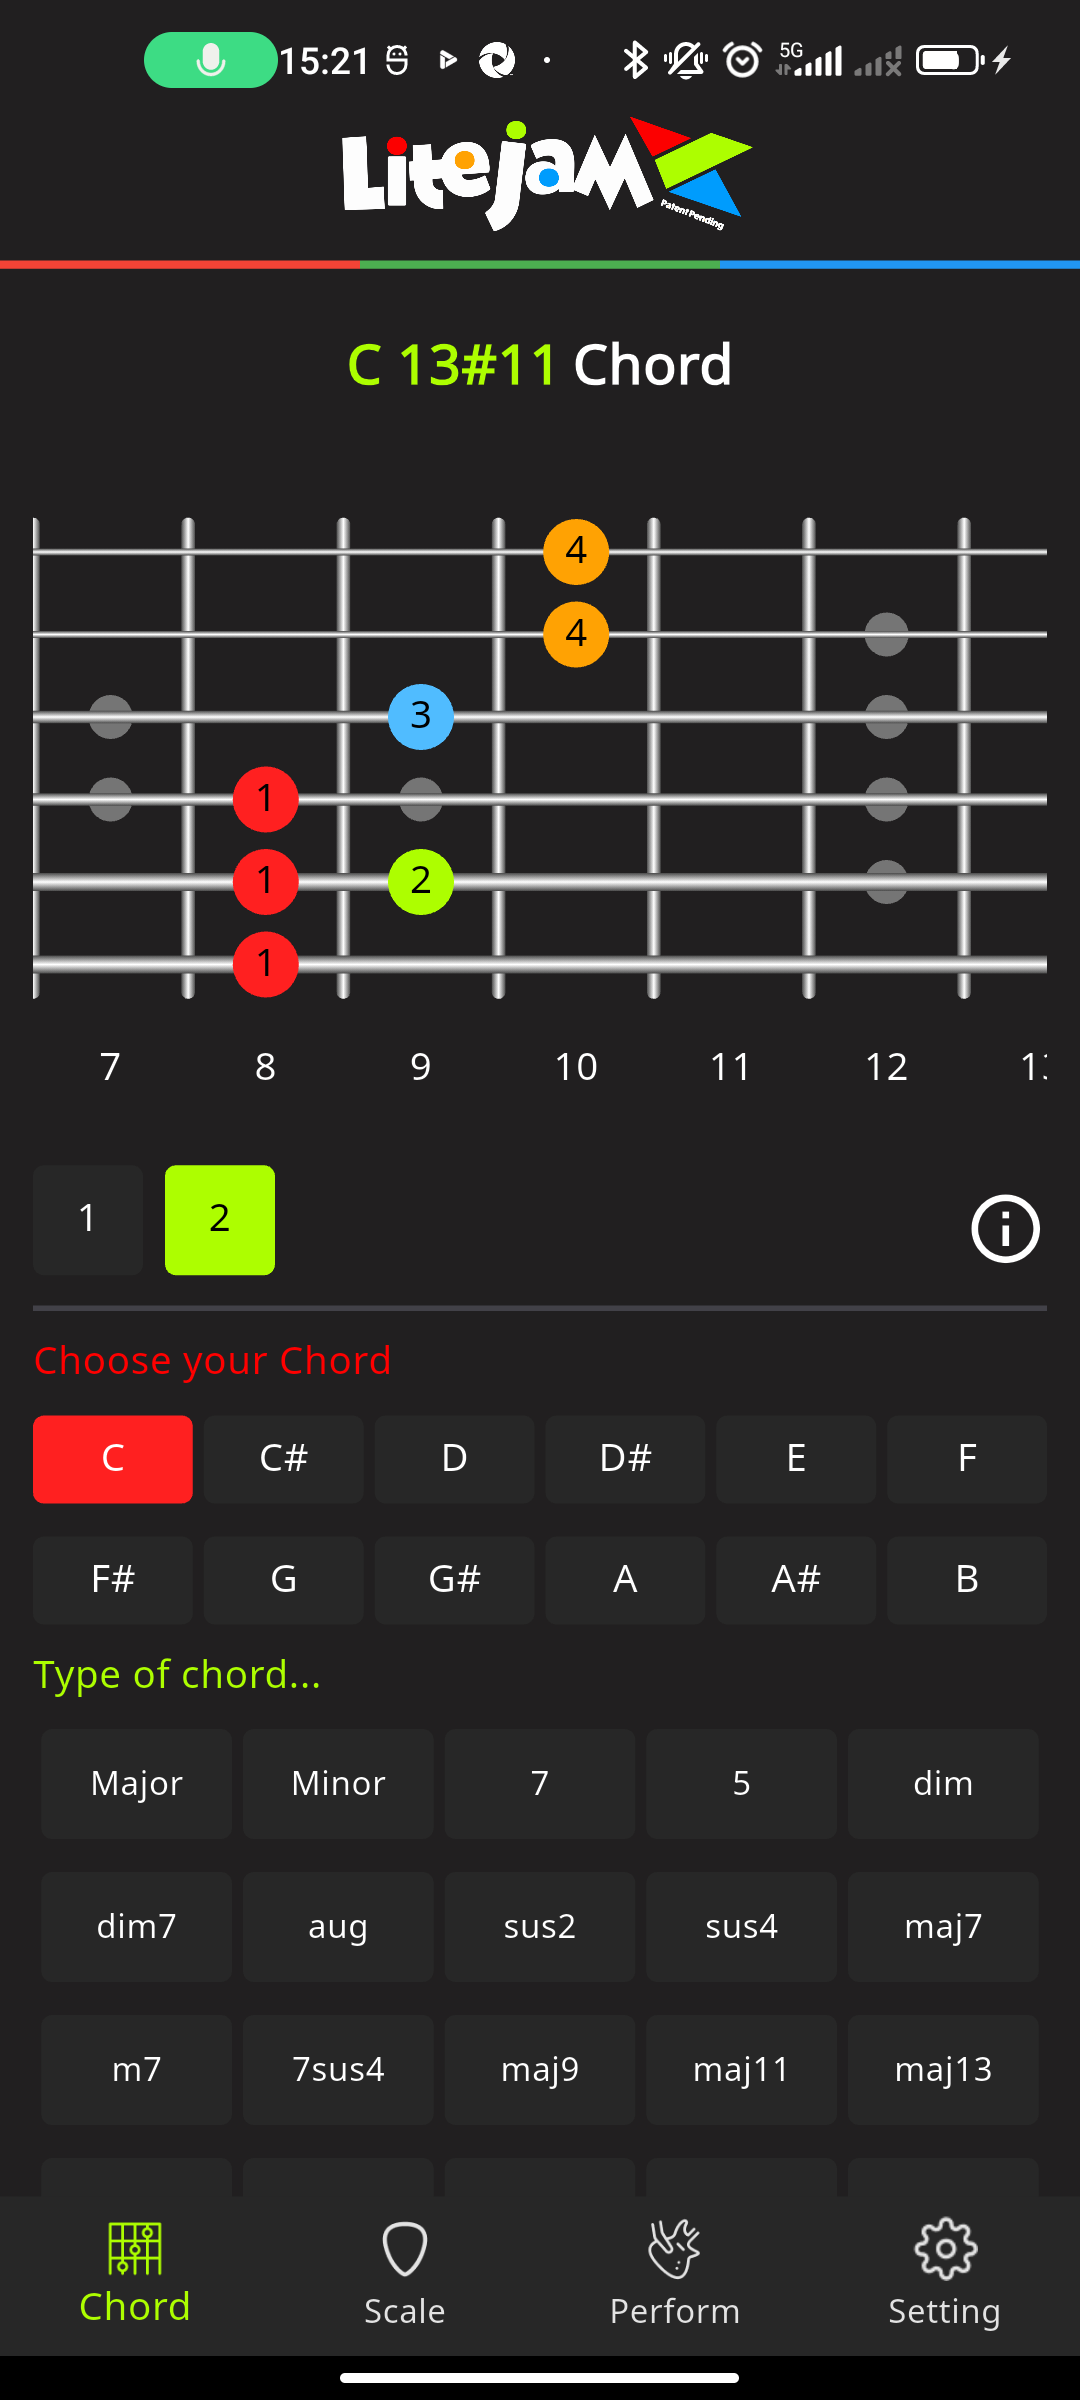 15:21
5G
LiteJam
Patent Pending
C 13#11 Chord
4
4
3
1
1 2
1
7 8 9 10 11 12
1 2
Choose your Chord
C C# D D# E F
F# G G# A A# B
Type of chord...
Major Minor 7 5 dim
dim7 aug sus2 sus4 maj7
m7 7sus4 maj9 maj11 maj13
Chord Scale Perform Setting